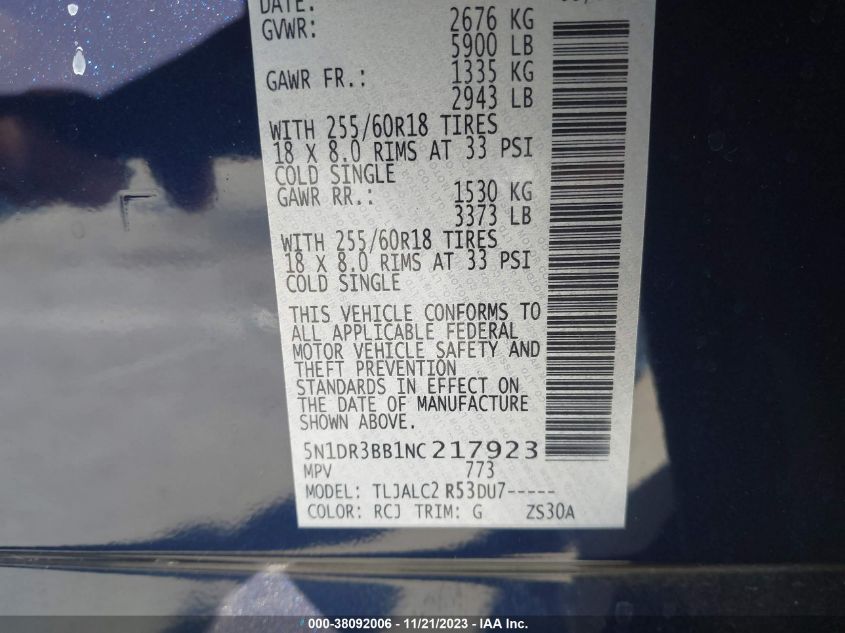 DATE:
GVWR: 2676 KG
5900 LB
GAWR FR.: 1335 KG
2943 LB
WITH 255/60R18 TIRES
18 X 8.0 RIMS AT 33 PSI
COLD SINGLE
GAWR RR.: 1530 KG
3373 LB
WITH 255/60R18 TIRES
18 X 8.0 RIMS AT 33 PSI
COLD SINGLE
THIS VEHICLE CONFORMS TO
ALL APPLICABLE FEDERAL
MOTOR VEHICLE SAFETY AND
THEFT PREVENTION
STANDARDS IN EFFECT ON
THE DATE OF MANUFACTURE
SHOWN ABOVE.
5N1DR3BB1NC217923
MPV 773
MODEL: TLJALC2 R53DU7-----
COLOR: RCJ TRIM: G ZS30A
000-38092006 - 11/21/2023 - IAA Inc.